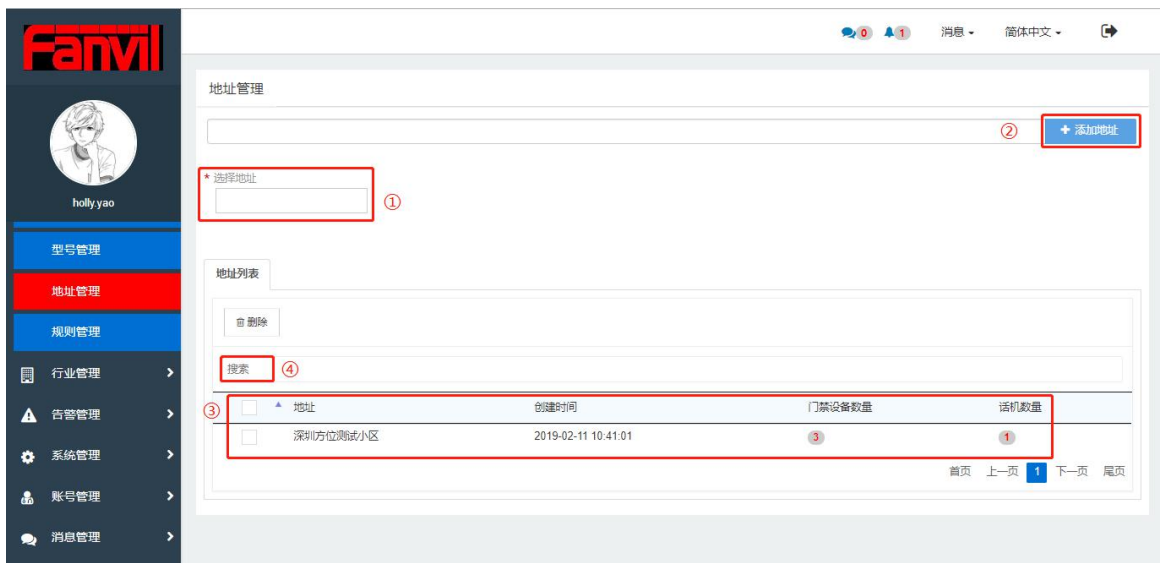 Fanvil
0 1 消息 简体中文
holly.yao
型号管理
地址管理
规则管理
行业管理
告警管理
系统管理
账号管理
消息管理
地址管理
② + 添加地址
* 选择地址
①
地址列表
删除
搜索 ④
③ 地址 创建时间 门禁设备数量 话机数量
深圳方位测试小区 2019-02-11 10:41:01 3 1
首页 上一页 1 下一页 尾页